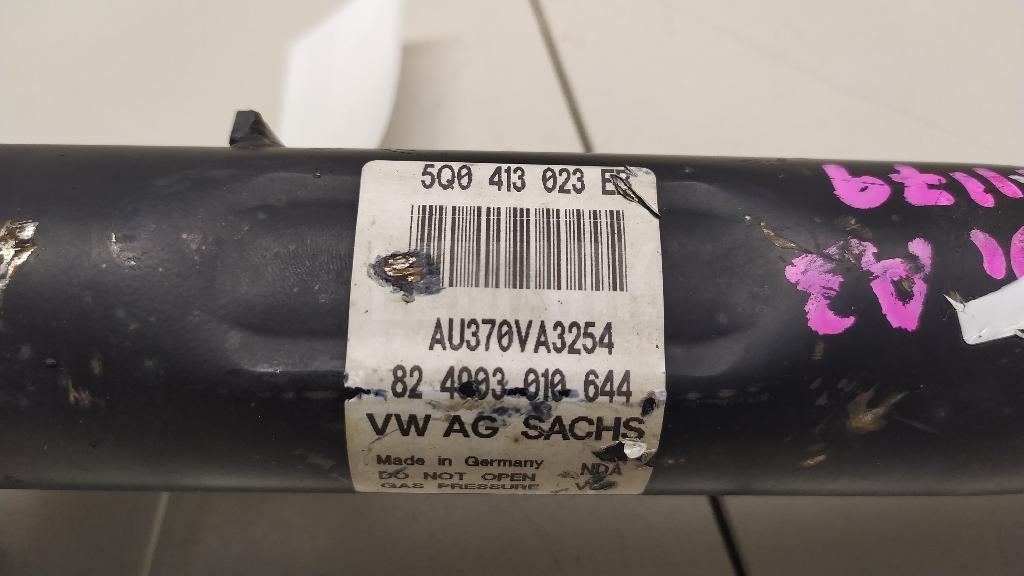 5Q0 413 023
AU370VA3254
82 4903 010 644
VW AG SACHS
Made in Germany
DO NOT OPEN
GAS PRESSURE
NDA